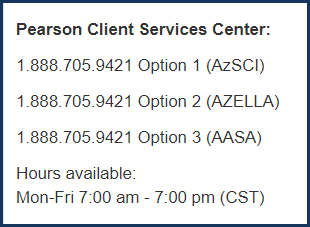 Pearson Client Services Center:
1.888.705.9421 Option 1 (AzSCI)
1.888.705.9421 Option 2 (AZELLA)
1.888.705.9421 Option 3 (AASA)
Hours available:
Mon-Fri 7:00 am - 7:00 pm (CST)